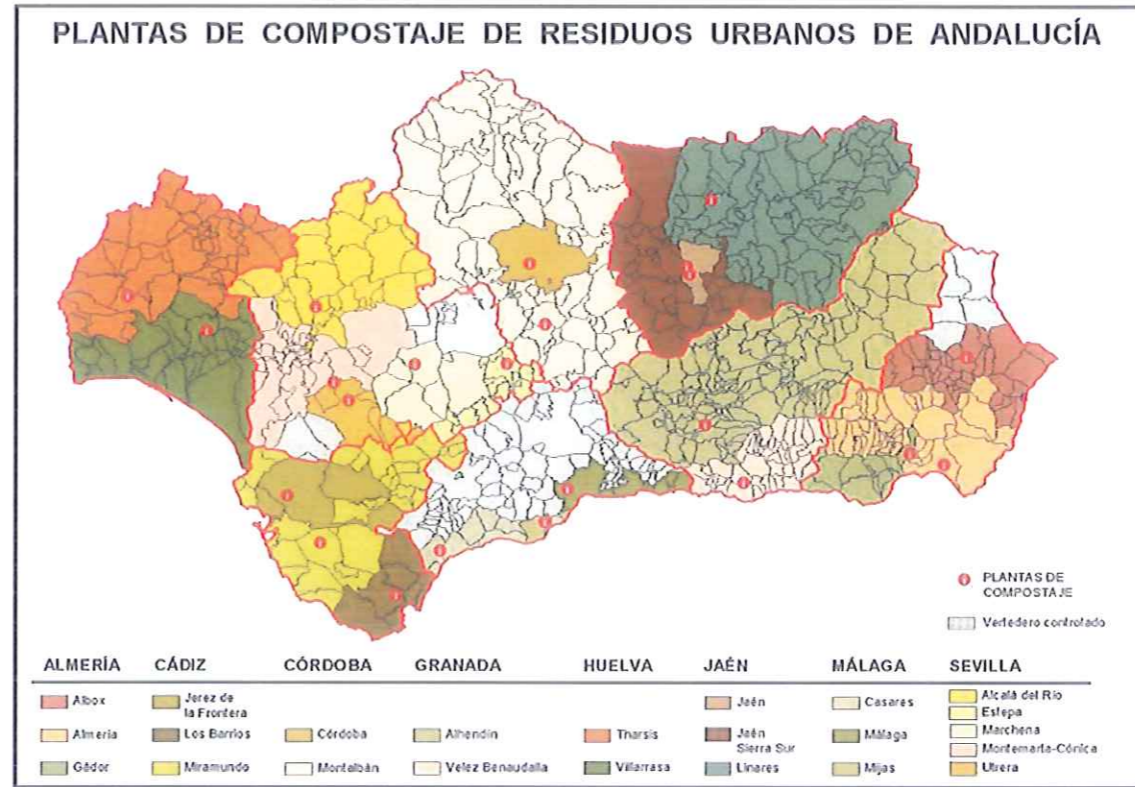 PLANTAS DE COMPOSTAJE DE RESIDUOS URBANOS DE ANDALUCÍA
PLANTAS DE
COMPOSTAJE
Vertedero controlado
ALMERÍA CÁDIZ CÓRDOBA GRANADA HUELVA JAÉN MÁLAGA SEVILLA
Albox
Almería
Gádor
Jerez de
la Frontera
Los Barrios
Miramundo
Córdoba
Montalbán
Alhendín
Velez Benaudalla
Tharsis
Villarrasa
Jaén
Jaén
Sierra Sur
Linares
Casares
Málaga
Mijas
Alcalá del Río
Estepa
Marchena
Montemarta-Cónica
Utrera